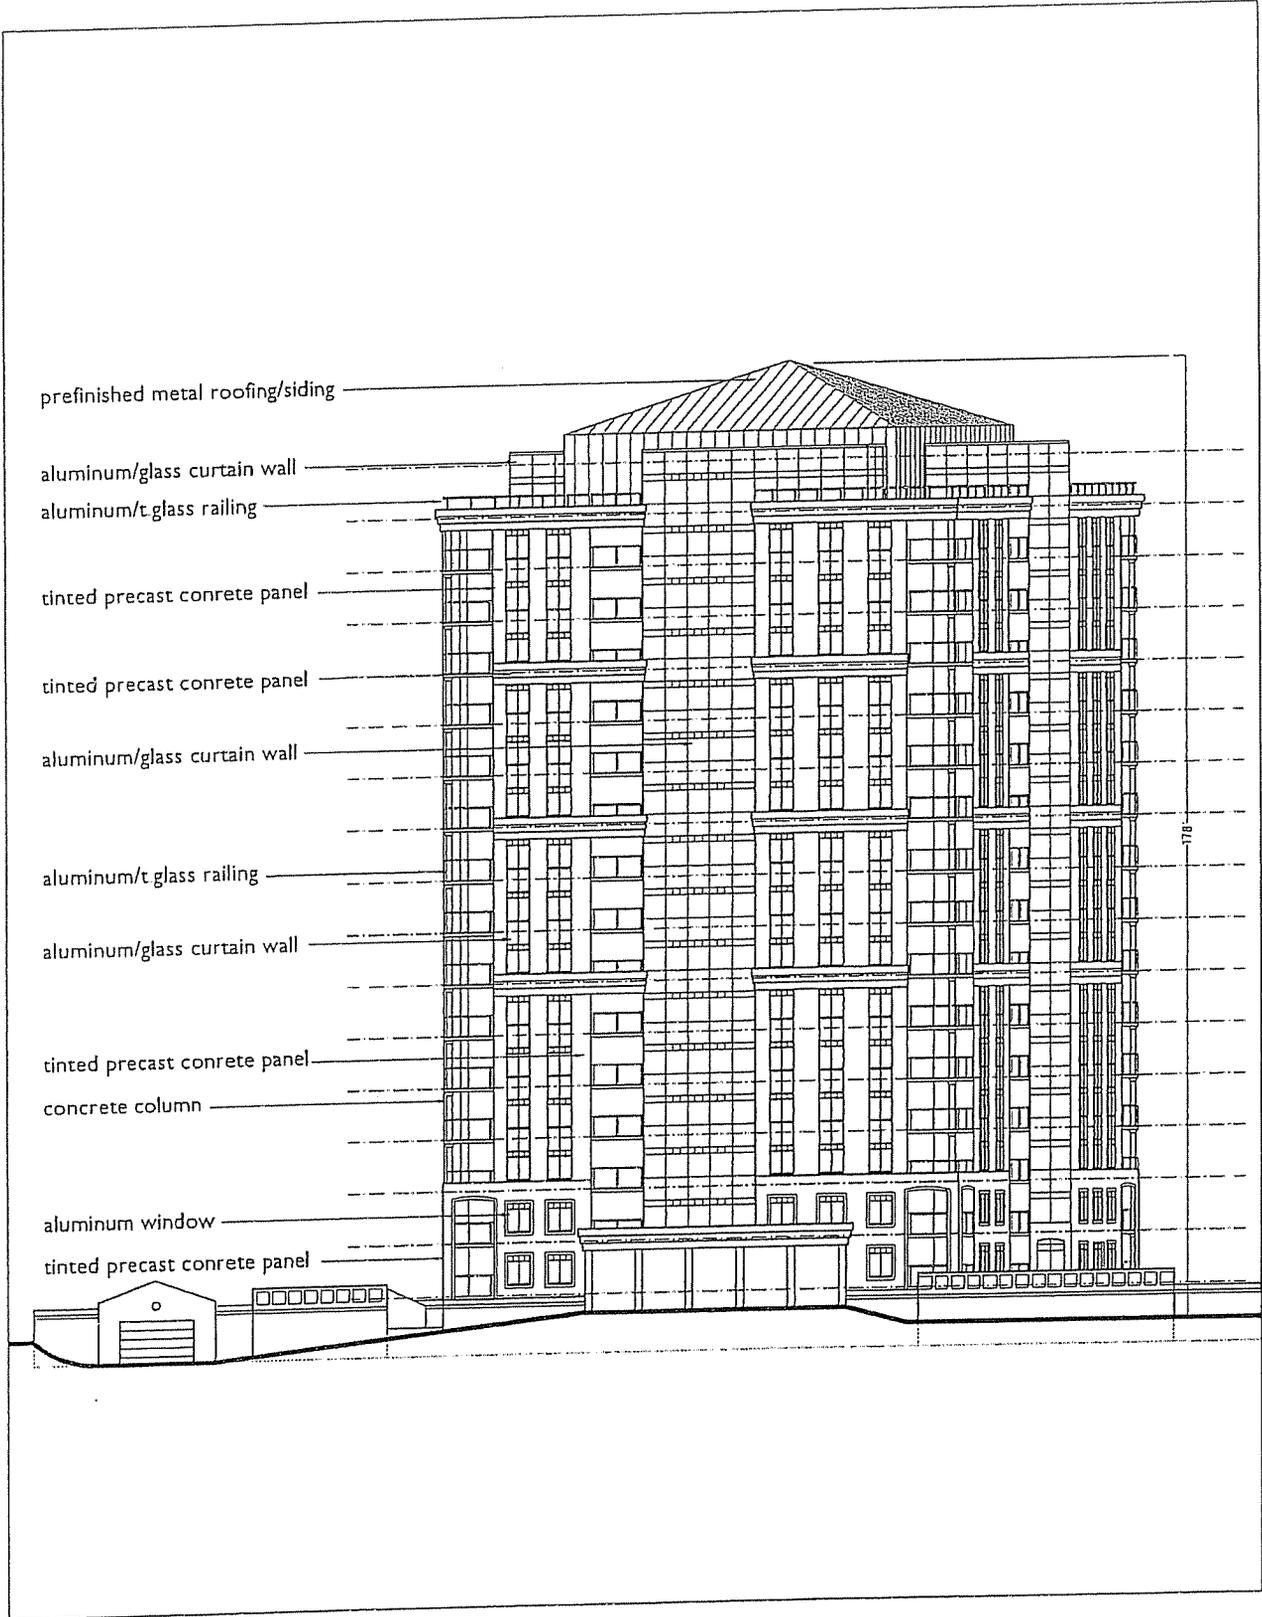 prefinished metal roofing/siding
aluminum/glass curtain wall
aluminum/t.glass railing
tinted precast conrete panel
tinted precast conrete panel
aluminum/glass curtain wall
178'
aluminum/t.glass railing
aluminum/glass curtain wall
tinted precast conrete panel
concrete column
aluminum window
tinted precast conrete panel